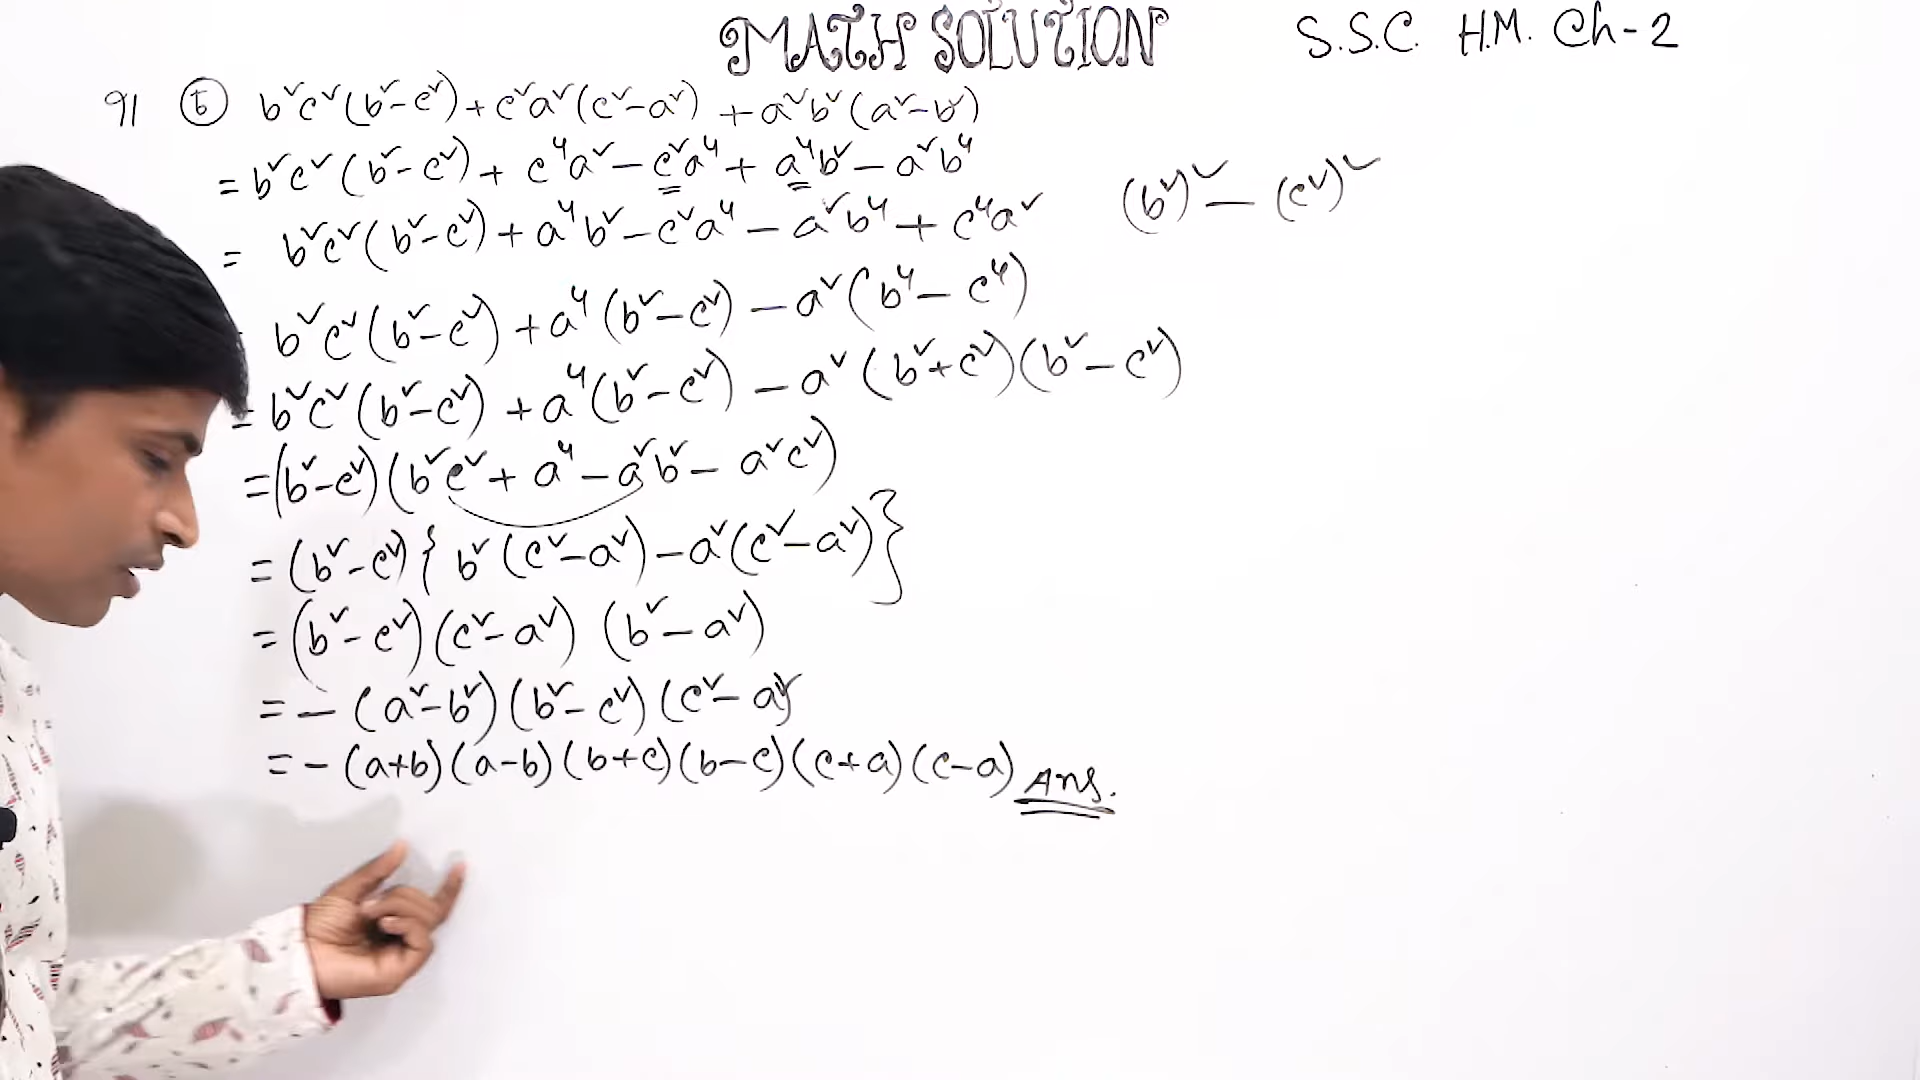 MATH SOLUTION
S.S.C. H.M. Ch-2
91 (চ) b²c²(b²-c²)+c²a²(c²-a²)+a²b²(a²-b²)
= b²c²(b²-c²)+c⁴a²-c²a⁴+a⁴b²-a²b⁴
= b²c²(b²-c²)+a⁴b²-c²a⁴-a²b⁴+c⁴a²
(b²)²-(c²)²
b²c²(b²-c²)+a⁴(b²-c²)-a²(b⁴-c⁴)
= b²c²(b²-c²)+a⁴(b²-c²)-a²(b²+c²)(b²-c²)
=(b²-c²)(b²c²+a⁴-a²b²-a²c²)
=(b²-c²){b²(c²-a²)-a²(c²-a²)}
=(b²-c²)(c²-a²)(b²-a²)
=-(a²-b²)(b²-c²)(c²-a²)
=-(a+b)(a-b)(b+c)(b-c)(c+a)(c-a) Ans.